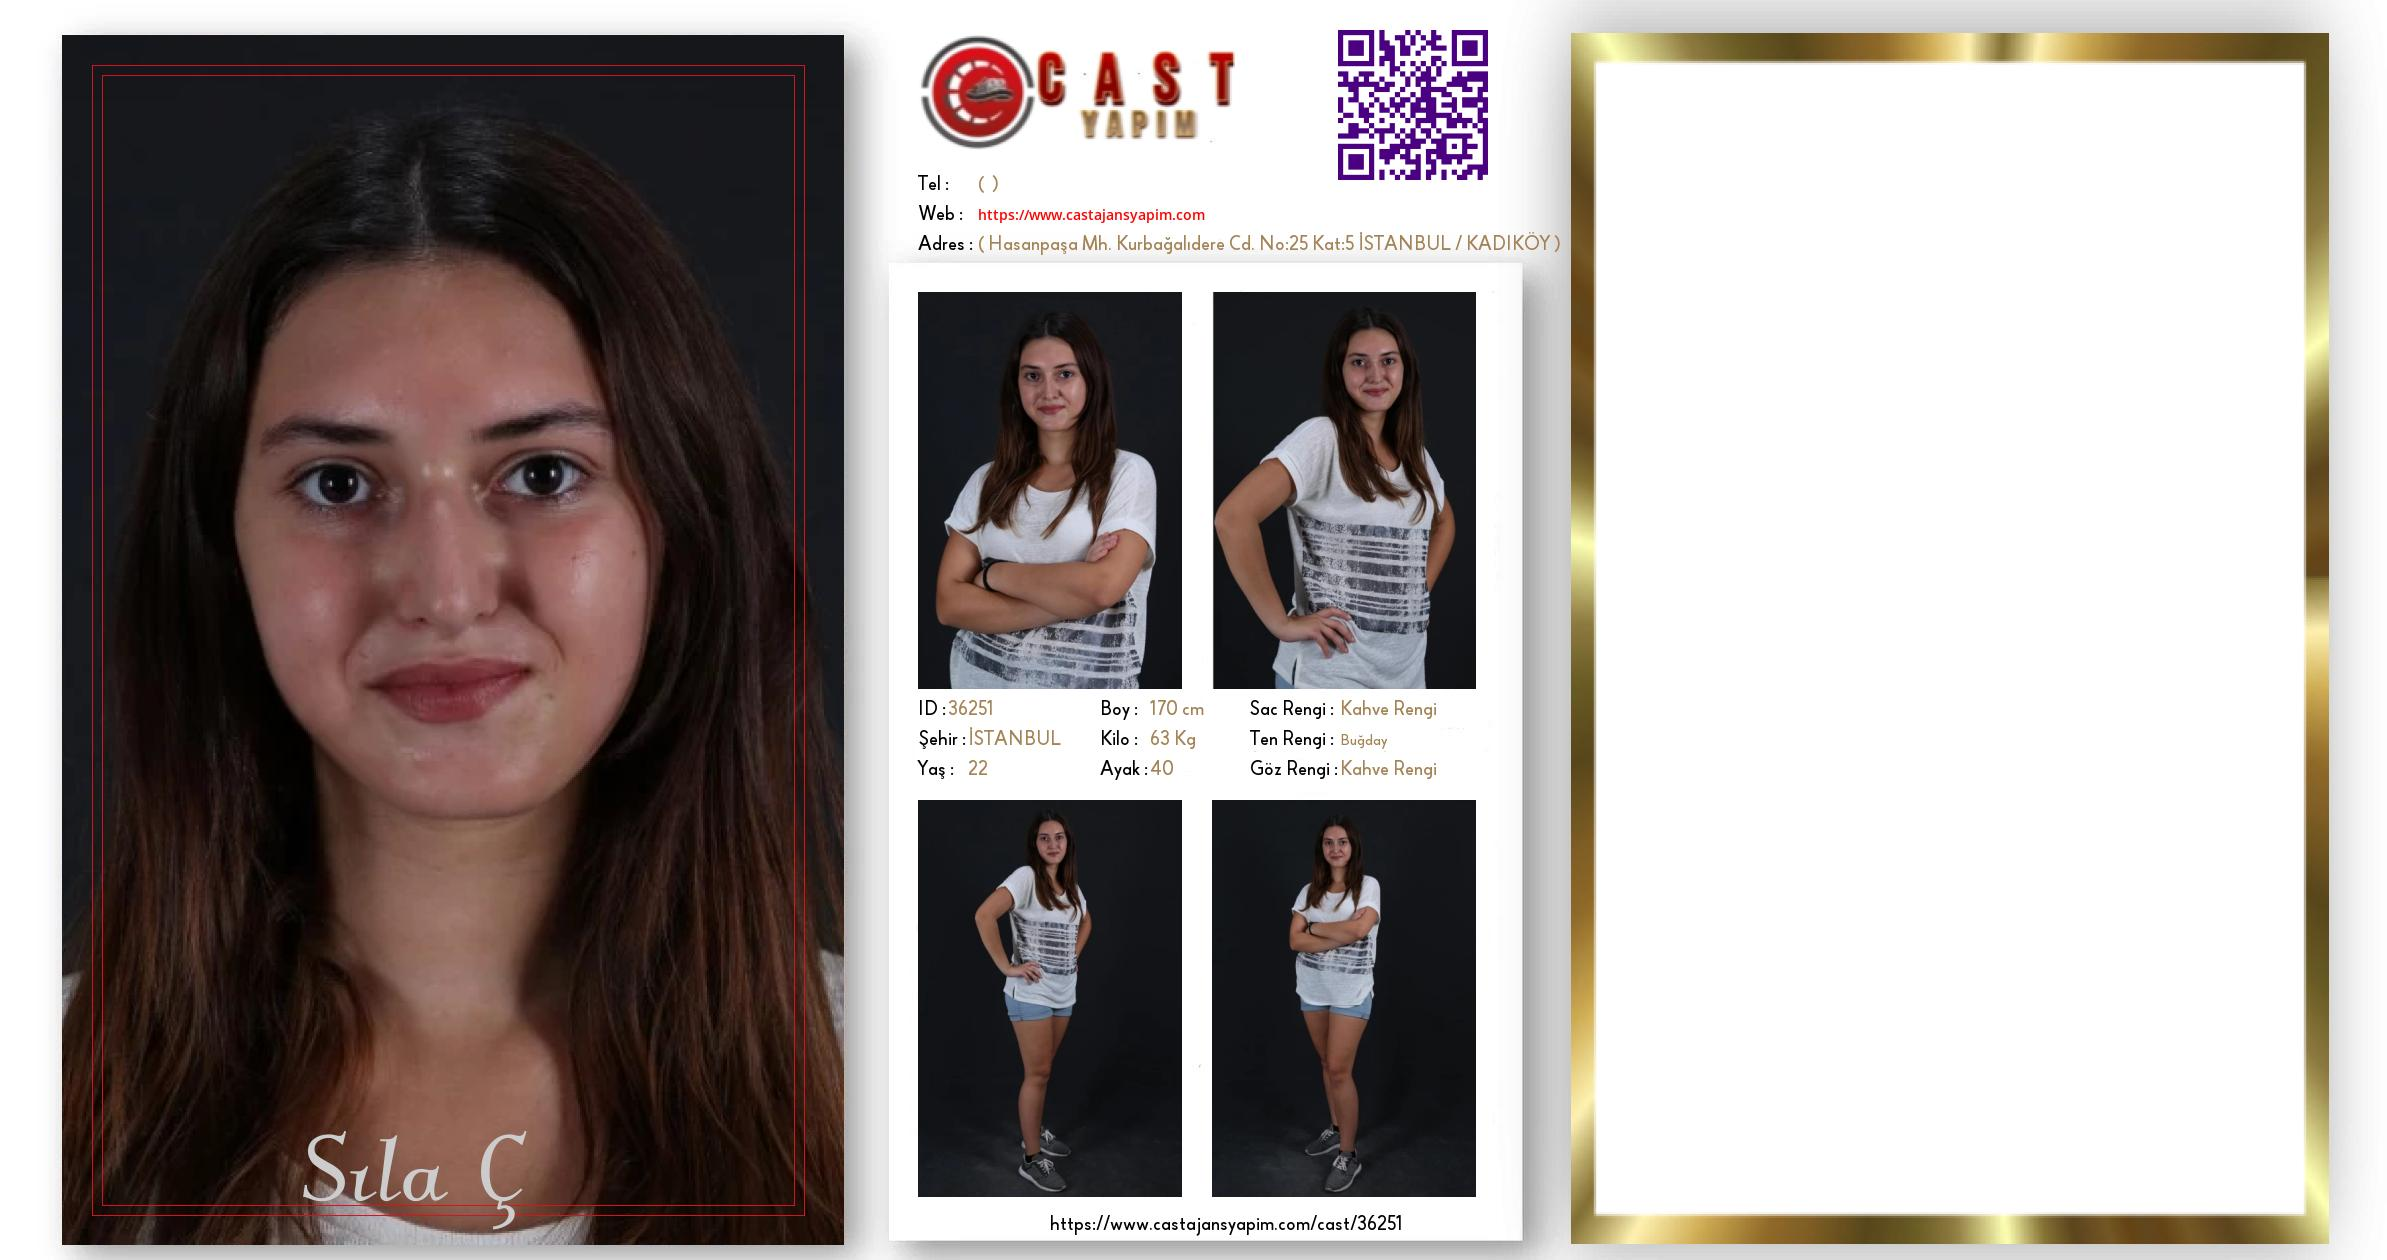 Sıla Ç
CAST
YAPIM
Tel : ( )
Web : https://www.castajansyapim.com
Adres : ( Hasanpaşa Mh. Kurbağalıdere Cd. No:25 Kat:5 İSTANBUL / KADIKÖY )
ID : 36251 Boy : 170 cm Sac Rengi : Kahve Rengi
Şehir : İSTANBUL Kilo : 63 Kg Ten Rengi : Buğday
Yaş : 22 Ayak : 40 Göz Rengi : Kahve Rengi
https://www.castajansyapim.com/cast/36251